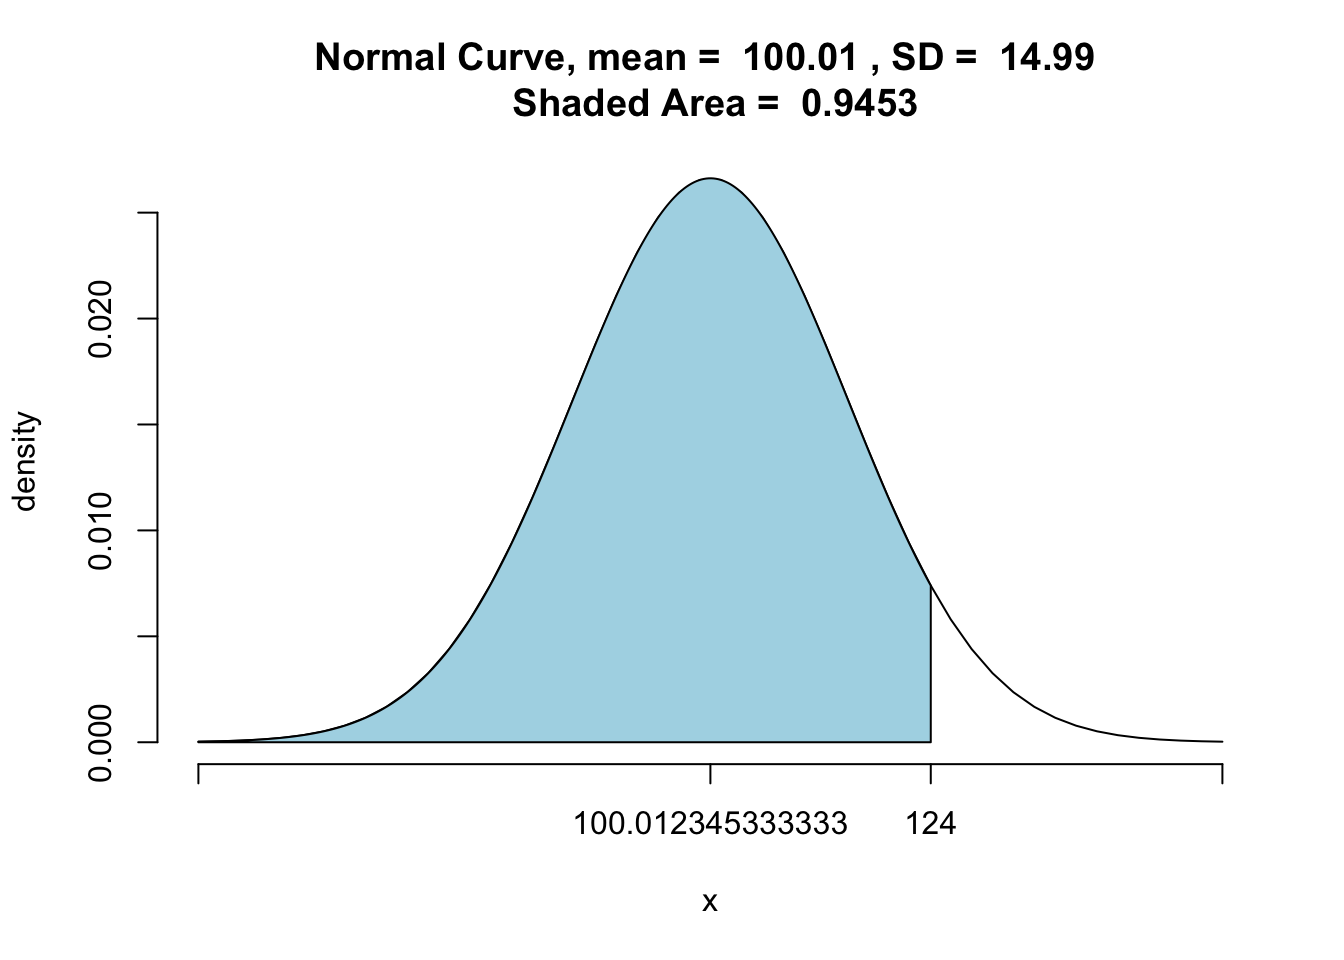 Normal Curve, mean =  100.01 , SD =  14.99
Shaded Area =  0.9453
0.020
0.010
0.000
density
100.012345333333
124
x